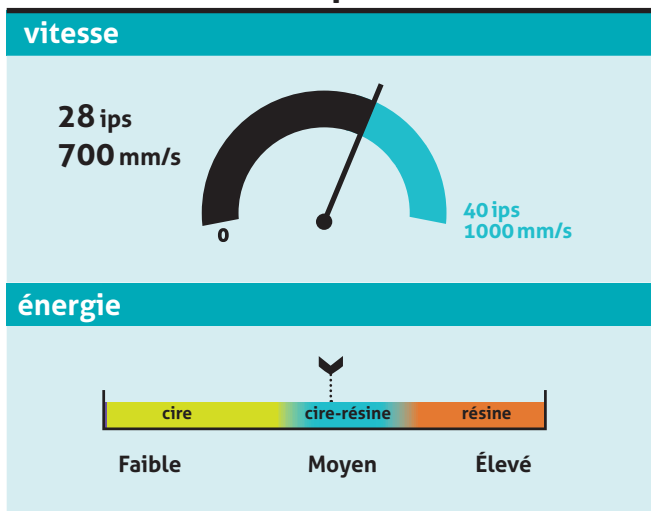 vitesse
28 ips
700 mm/s
0
40 ips
1000 mm/s
énergie
cire
cire-résine
résine
Faible
Moyen
Élevé